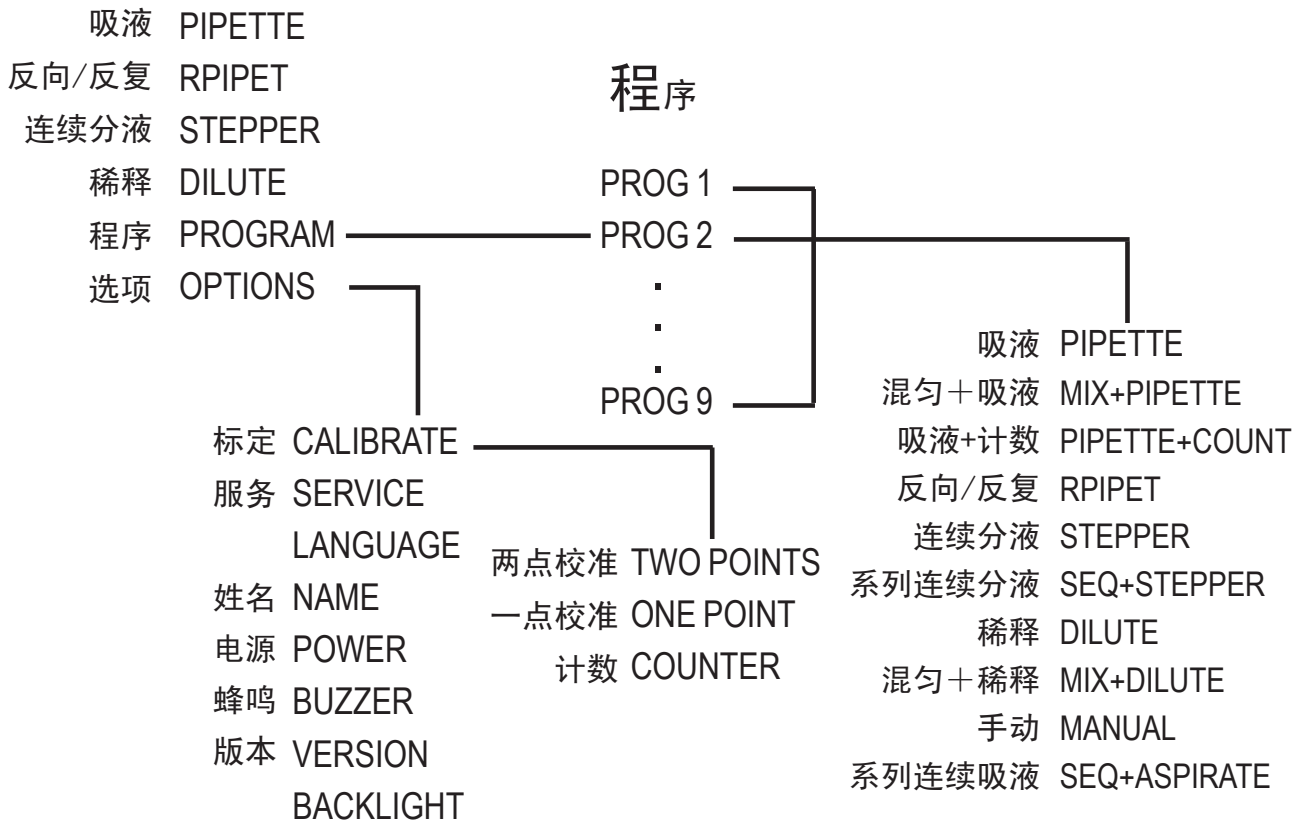 吸液 PIPETTE
反向/反复 RPIPET
连续分液 STEPPER
稀释 DILUTE
程序 PROGRAM
选项 OPTIONS
程序
PROG 1
PROG 2
.
.
.
PROG 9
标定 CALIBRATE
服务 SERVICE
LANGUAGE
姓名 NAME
电源 POWER
蜂鸣 BUZZER
版本 VERSION
BACKLIGHT
两点校准 TWO POINTS
一点校准 ONE POINT
计数 COUNTER
吸液 PIPETTE
混匀＋吸液 MIX+PIPETTE
吸液+计数 PIPETTE+COUNT
反向/反复 RPIPET
连续分液 STEPPER
系列连续分液 SEQ+STEPPER
稀释 DILUTE
混匀＋稀释 MIX+DILUTE
手动 MANUAL
系列连续吸液 SEQ+ASPIRATE